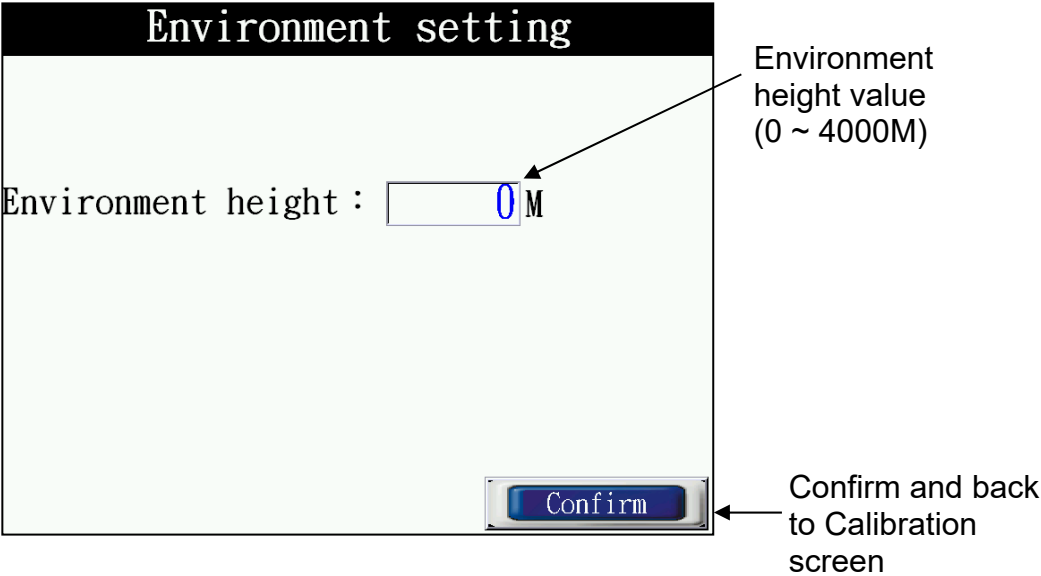 Environment setting
Environment
height value
(0 ~ 4000M)
Environment height： 0 M
Confirm
Confirm and back
to Calibration
screen